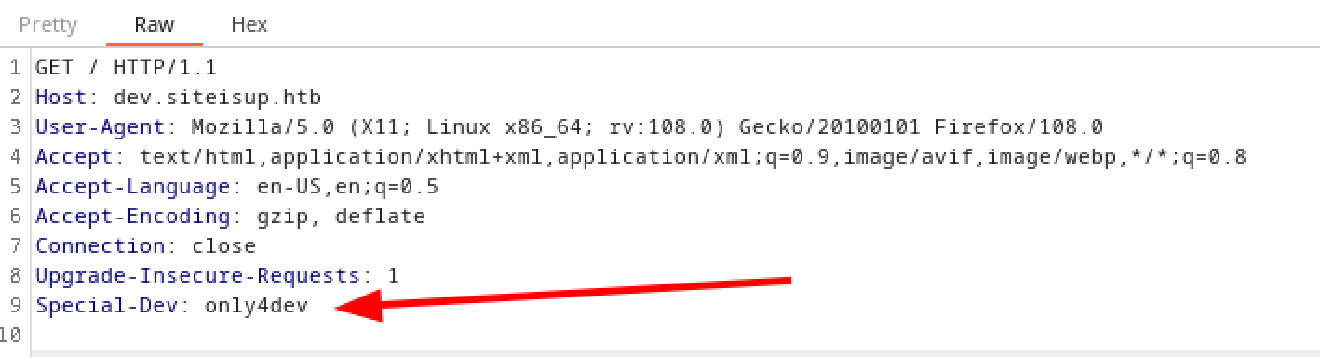 Pretty Raw Hex
1 GET / HTTP/1.1
2 Host: dev.siteisup.htb
3 User-Agent: Mozilla/5.0 (X11; Linux x86_64; rv:108.0) Gecko/20100101 Firefox/108.0
4 Accept: text/html,application/xhtml+xml,application/xml;q=0.9,image/avif,image/webp,*/*;q=0.8
5 Accept-Language: en-US,en;q=0.5
6 Accept-Encoding: gzip, deflate
7 Connection: close
8 Upgrade-Insecure-Requests: 1
9 Special-Dev: only4dev
10